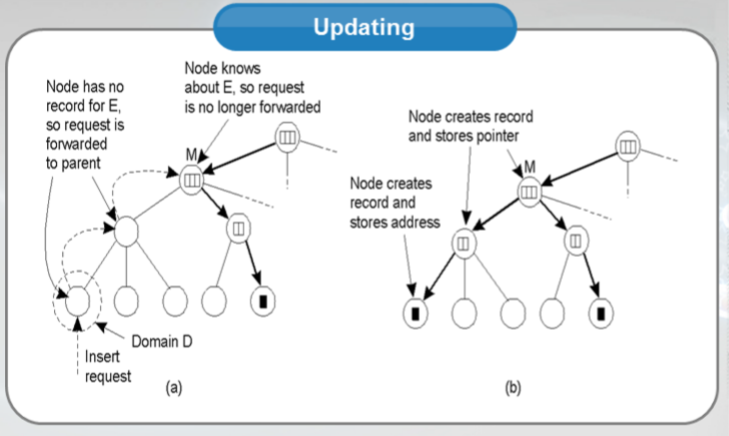 Updating
Node has no
record for E,
so request is
forwarded
to parent
Node knows
about E, so request
is no longer forwarded
M
Domain D
Insert
request
(a)
Node creates record
and stores pointer
M
Node creates
record and
stores address
(b)